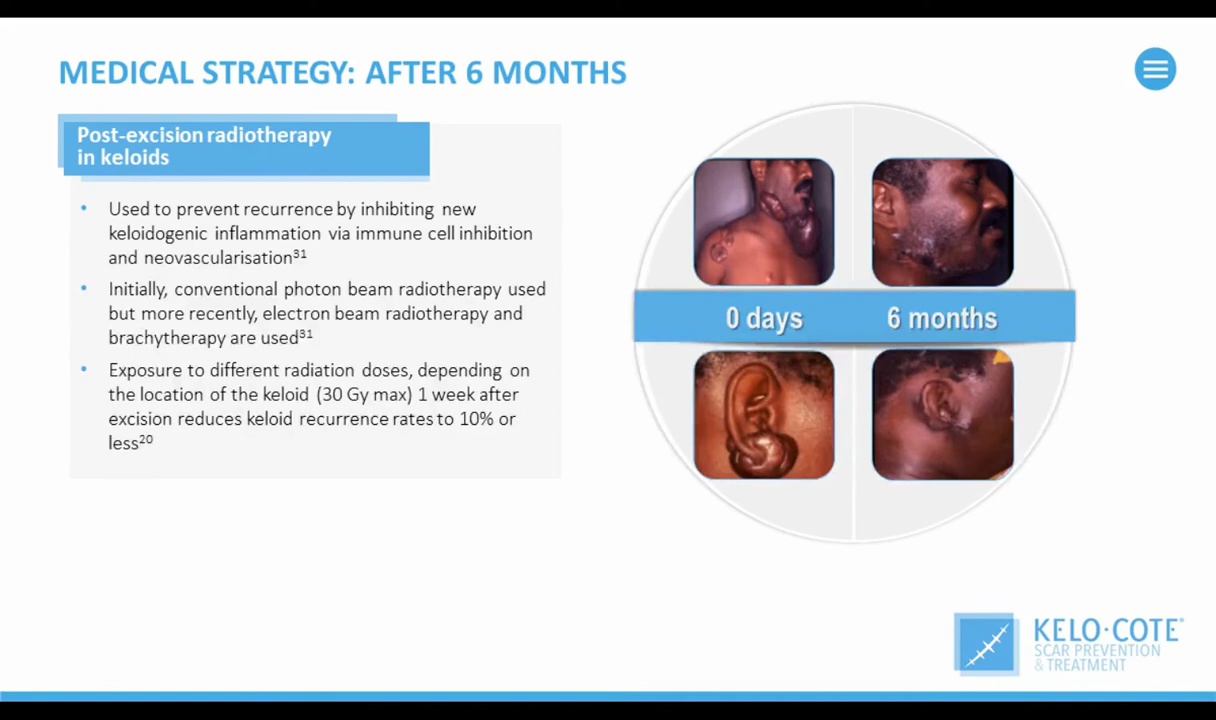 MEDICAL STRATEGY: AFTER 6 MONTHS
Post-excision radiotherapy
in keloids
• Used to prevent recurrence by inhibiting new
keloidogenic inflammation via immune cell inhibition
and neovascularisation³¹
• Initially, conventional photon beam radiotherapy used
but more recently, electron beam radiotherapy and
brachytherapy are used³¹
• Exposure to different radiation doses, depending on
the location of the keloid (30 Gy max) 1 week after
excision reduces keloid recurrence rates to 10% or
less²⁰
0 days
6 months
KELO·COTE®
SCAR PREVENTION
& TREATMENT